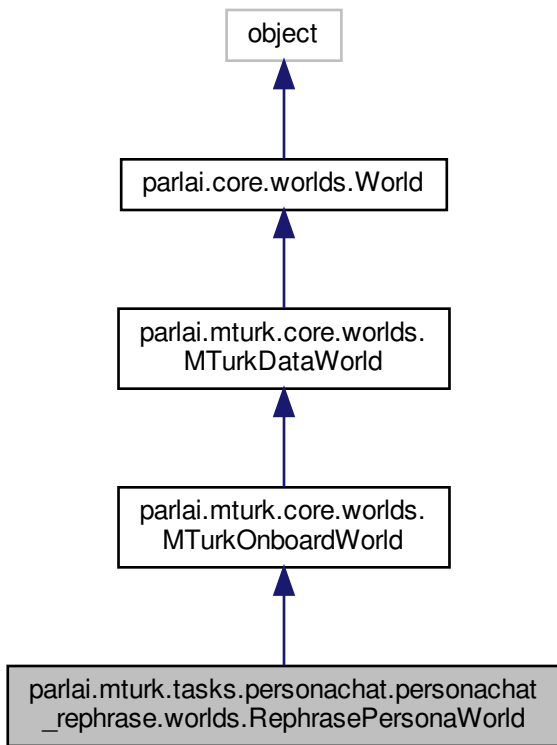 object
parlai.core.worlds.World
parlai.mturk.core.worlds.
MTurkDataWorld
parlai.mturk.core.worlds.
MTurkOnboardWorld
parlai.mturk.tasks.personachat.personachat
_rephrase.worlds.RephrasePersonaWorld